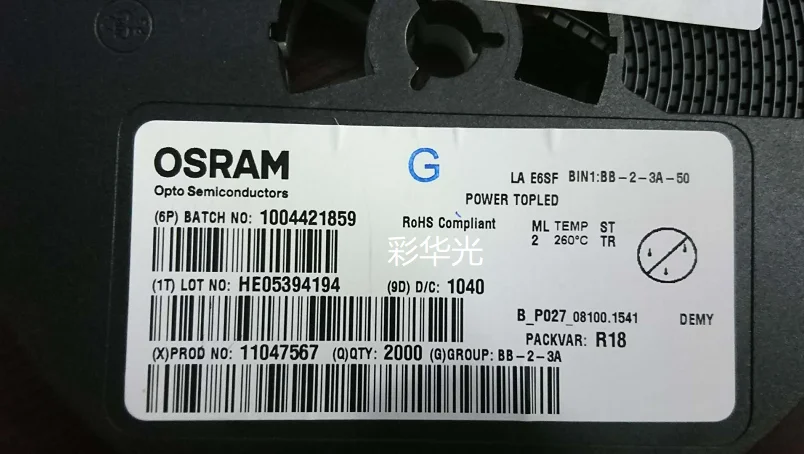 OSRAM
Opto Semiconductors
G
LA E6SF BIN1:BB-2-3A-50
POWER TOPLED
(6P) BATCH NO: 1004421859
RoHS Compliant
ML TEMP ST
2 260°C TR
彩华光
(1T) LOT NO: HE05394194 (9D) D/C: 1040
B_P027_08100.1541 DEMY
PACKVAR: R18
(X)PROD NO: 11047567 (Q)QTY: 2000 (G)GROUP: BB-2-3A